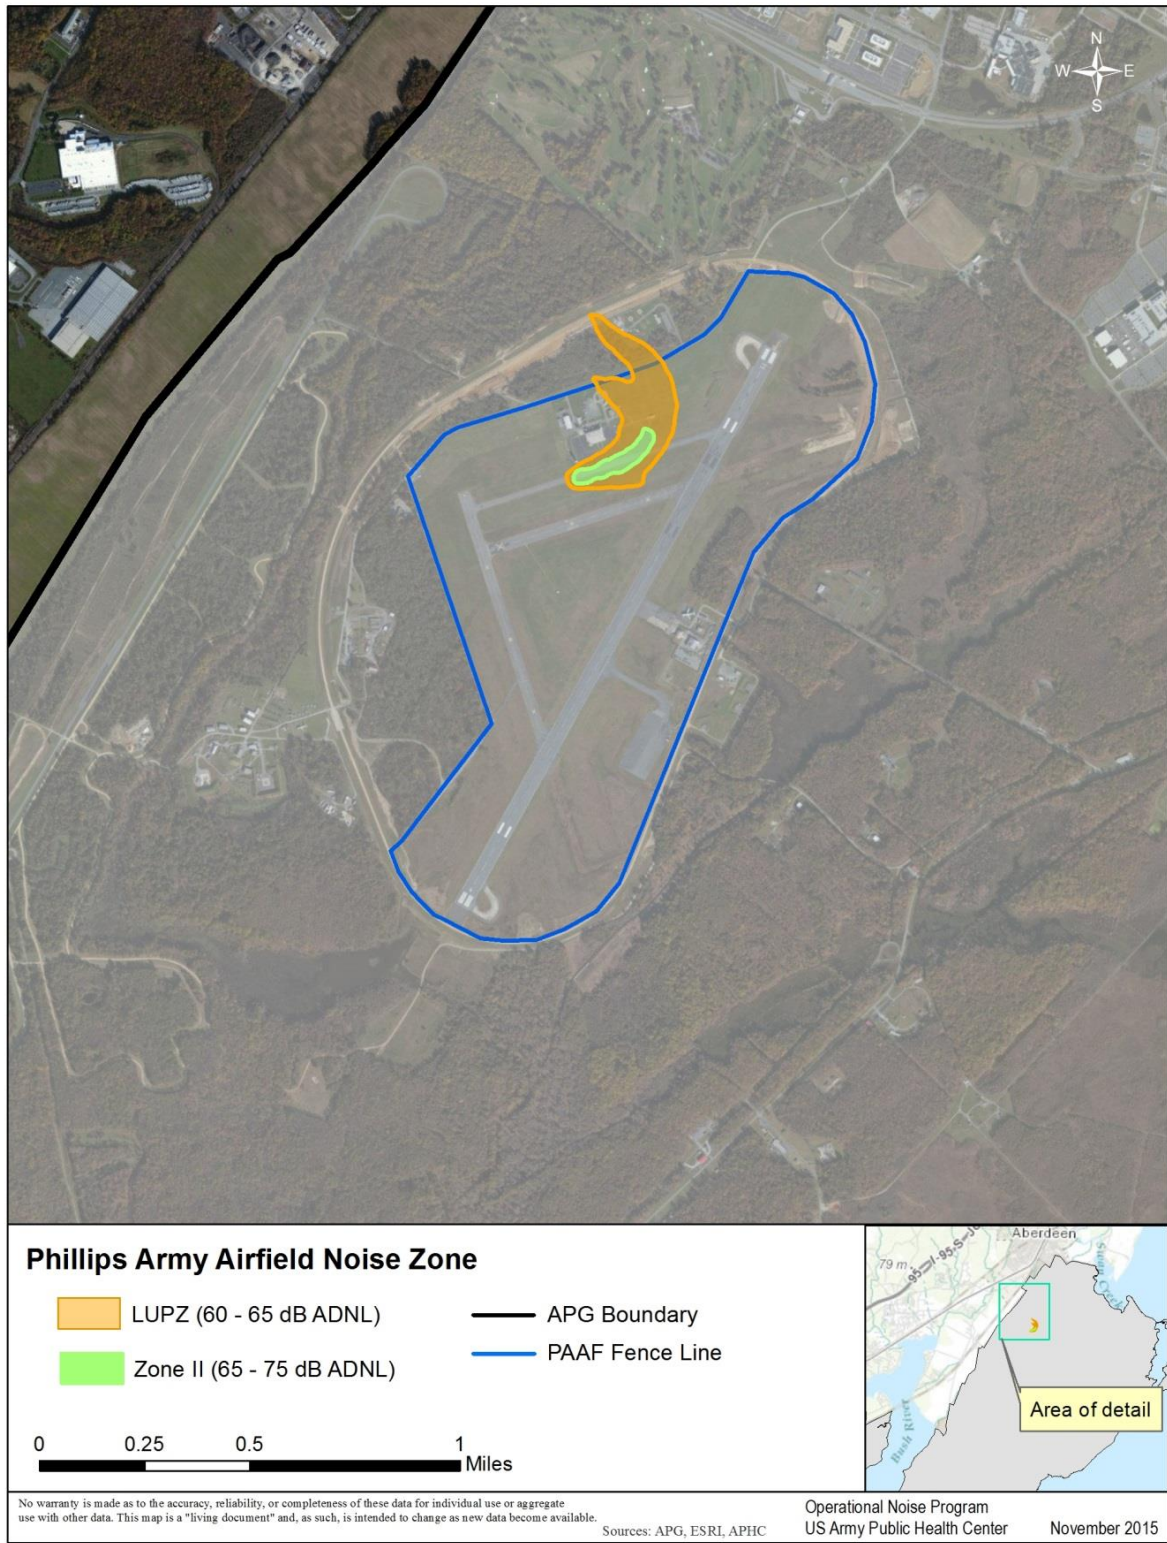 N
W E
S
Phillips Army Airfield Noise Zone
LUPZ (60 - 65 dB ADNL)
APG Boundary
Zone II (65 - 75 dB ADNL)
PAAF Fence Line
0 0.25 0.5 1
Miles
Aberdeen
79 m
Swan Creek
Bush River
Area of detail
No warranty is made as to the accuracy, reliability, or completeness of these data for individual use or aggregate
use with other data. This map is a "living document" and, as such, is intended to change as new data become available.
Sources: APG, ESRI, APHC
Operational Noise Program
US Army Public Health Center November 2015